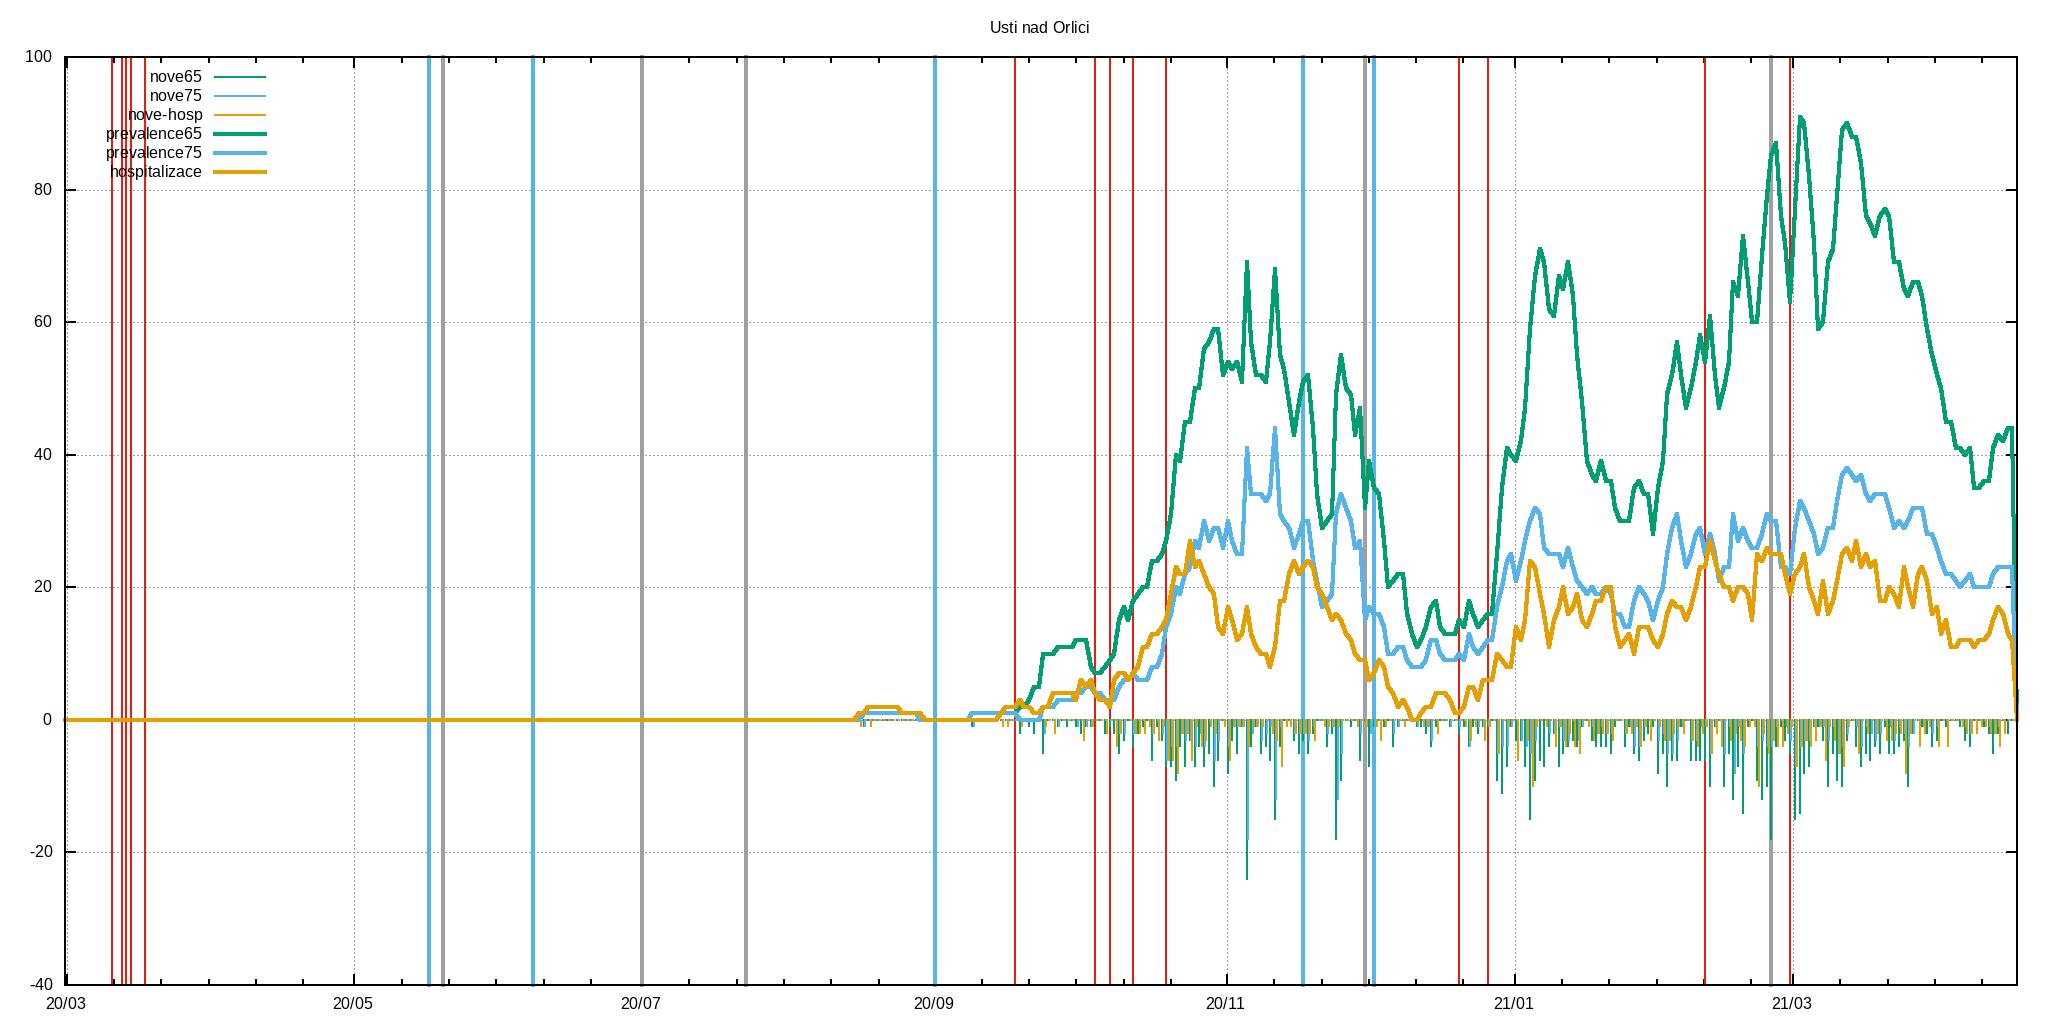 Usti nad Orlici
100
80
60
40
20
0
-20
-40
nove65
nove75
nove-hosp
prevalence65
prevalence75
hospitalizace
20/03 20/05 20/07 20/09 20/11 21/01 21/03